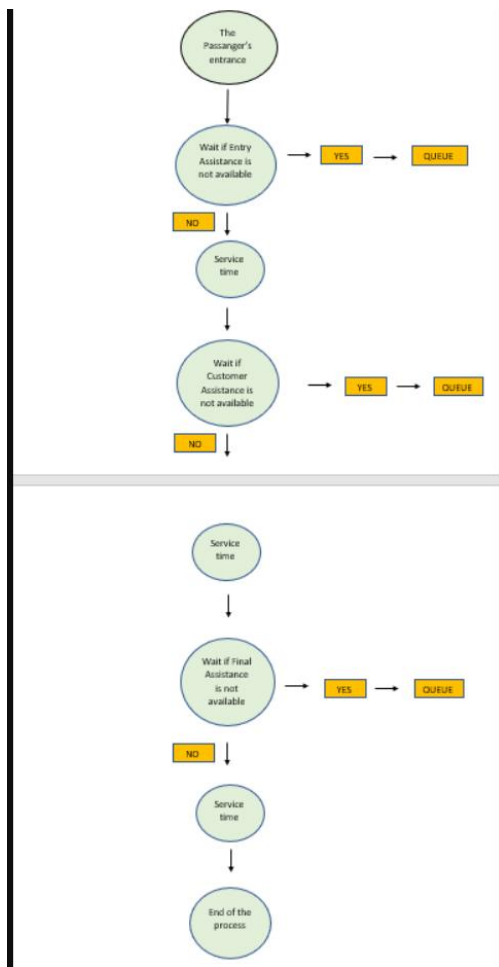 The
Passanger's
entrance
Wait if Entry
Assistance is
not available
YES
QUEUE
NO
Service
time
Wait if
Customer
Assistance is
not available
YES
QUEUE
NO
Service
time
Wait if Final
Assistance
is not
available
YES
QUEUE
NO
Service
time
End of the
process